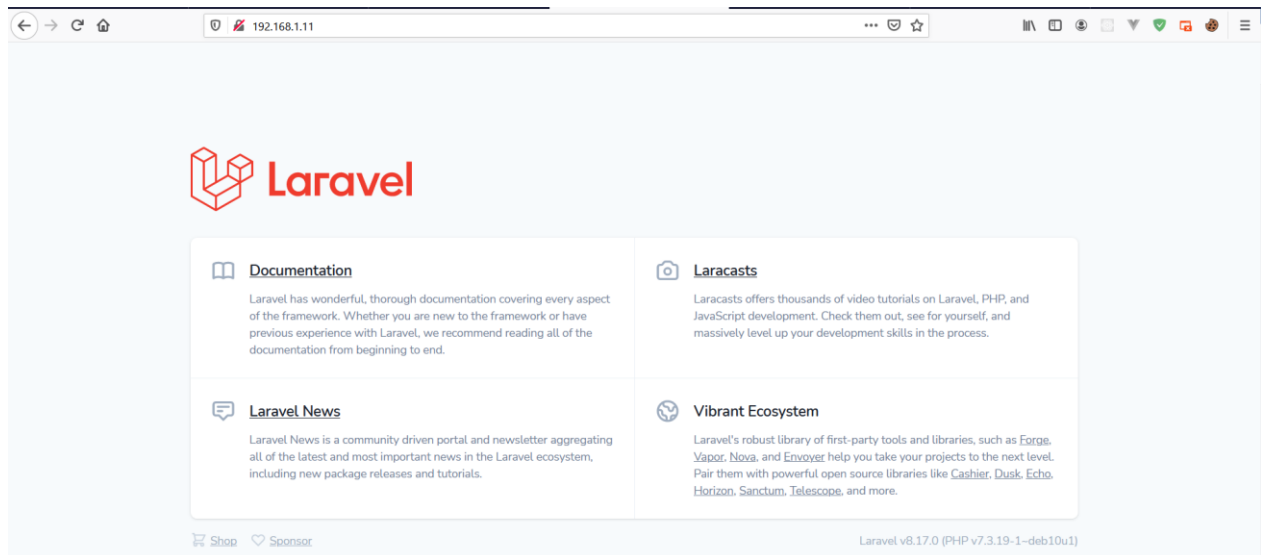 192.168.1.11
Laravel
Documentation
Laravel has wonderful, thorough documentation covering every aspect
of the framework. Whether you are new to the framework or have
previous experience with Laravel, we recommend reading all of the
documentation from beginning to end.
Laracasts
Laracasts offers thousands of video tutorials on Laravel, PHP, and
JavaScript development. Check them out, see for yourself, and
massively level up your development skills in the process.
Laravel News
Laravel News is a community driven portal and newsletter aggregating
all of the latest and most important news in the Laravel ecosystem,
including new package releases and tutorials.
Vibrant Ecosystem
Laravel's robust library of first-party tools and libraries, such as Forge,
Vapor, Nova, and Envoyer help you take your projects to the next level.
Pair them with powerful open source libraries like Cashier, Dusk, Echo,
Horizon, Sanctum, Telescope, and more.
Shop Sponsor
Laravel v8.17.0 (PHP v7.3.19-1~deb10u1)